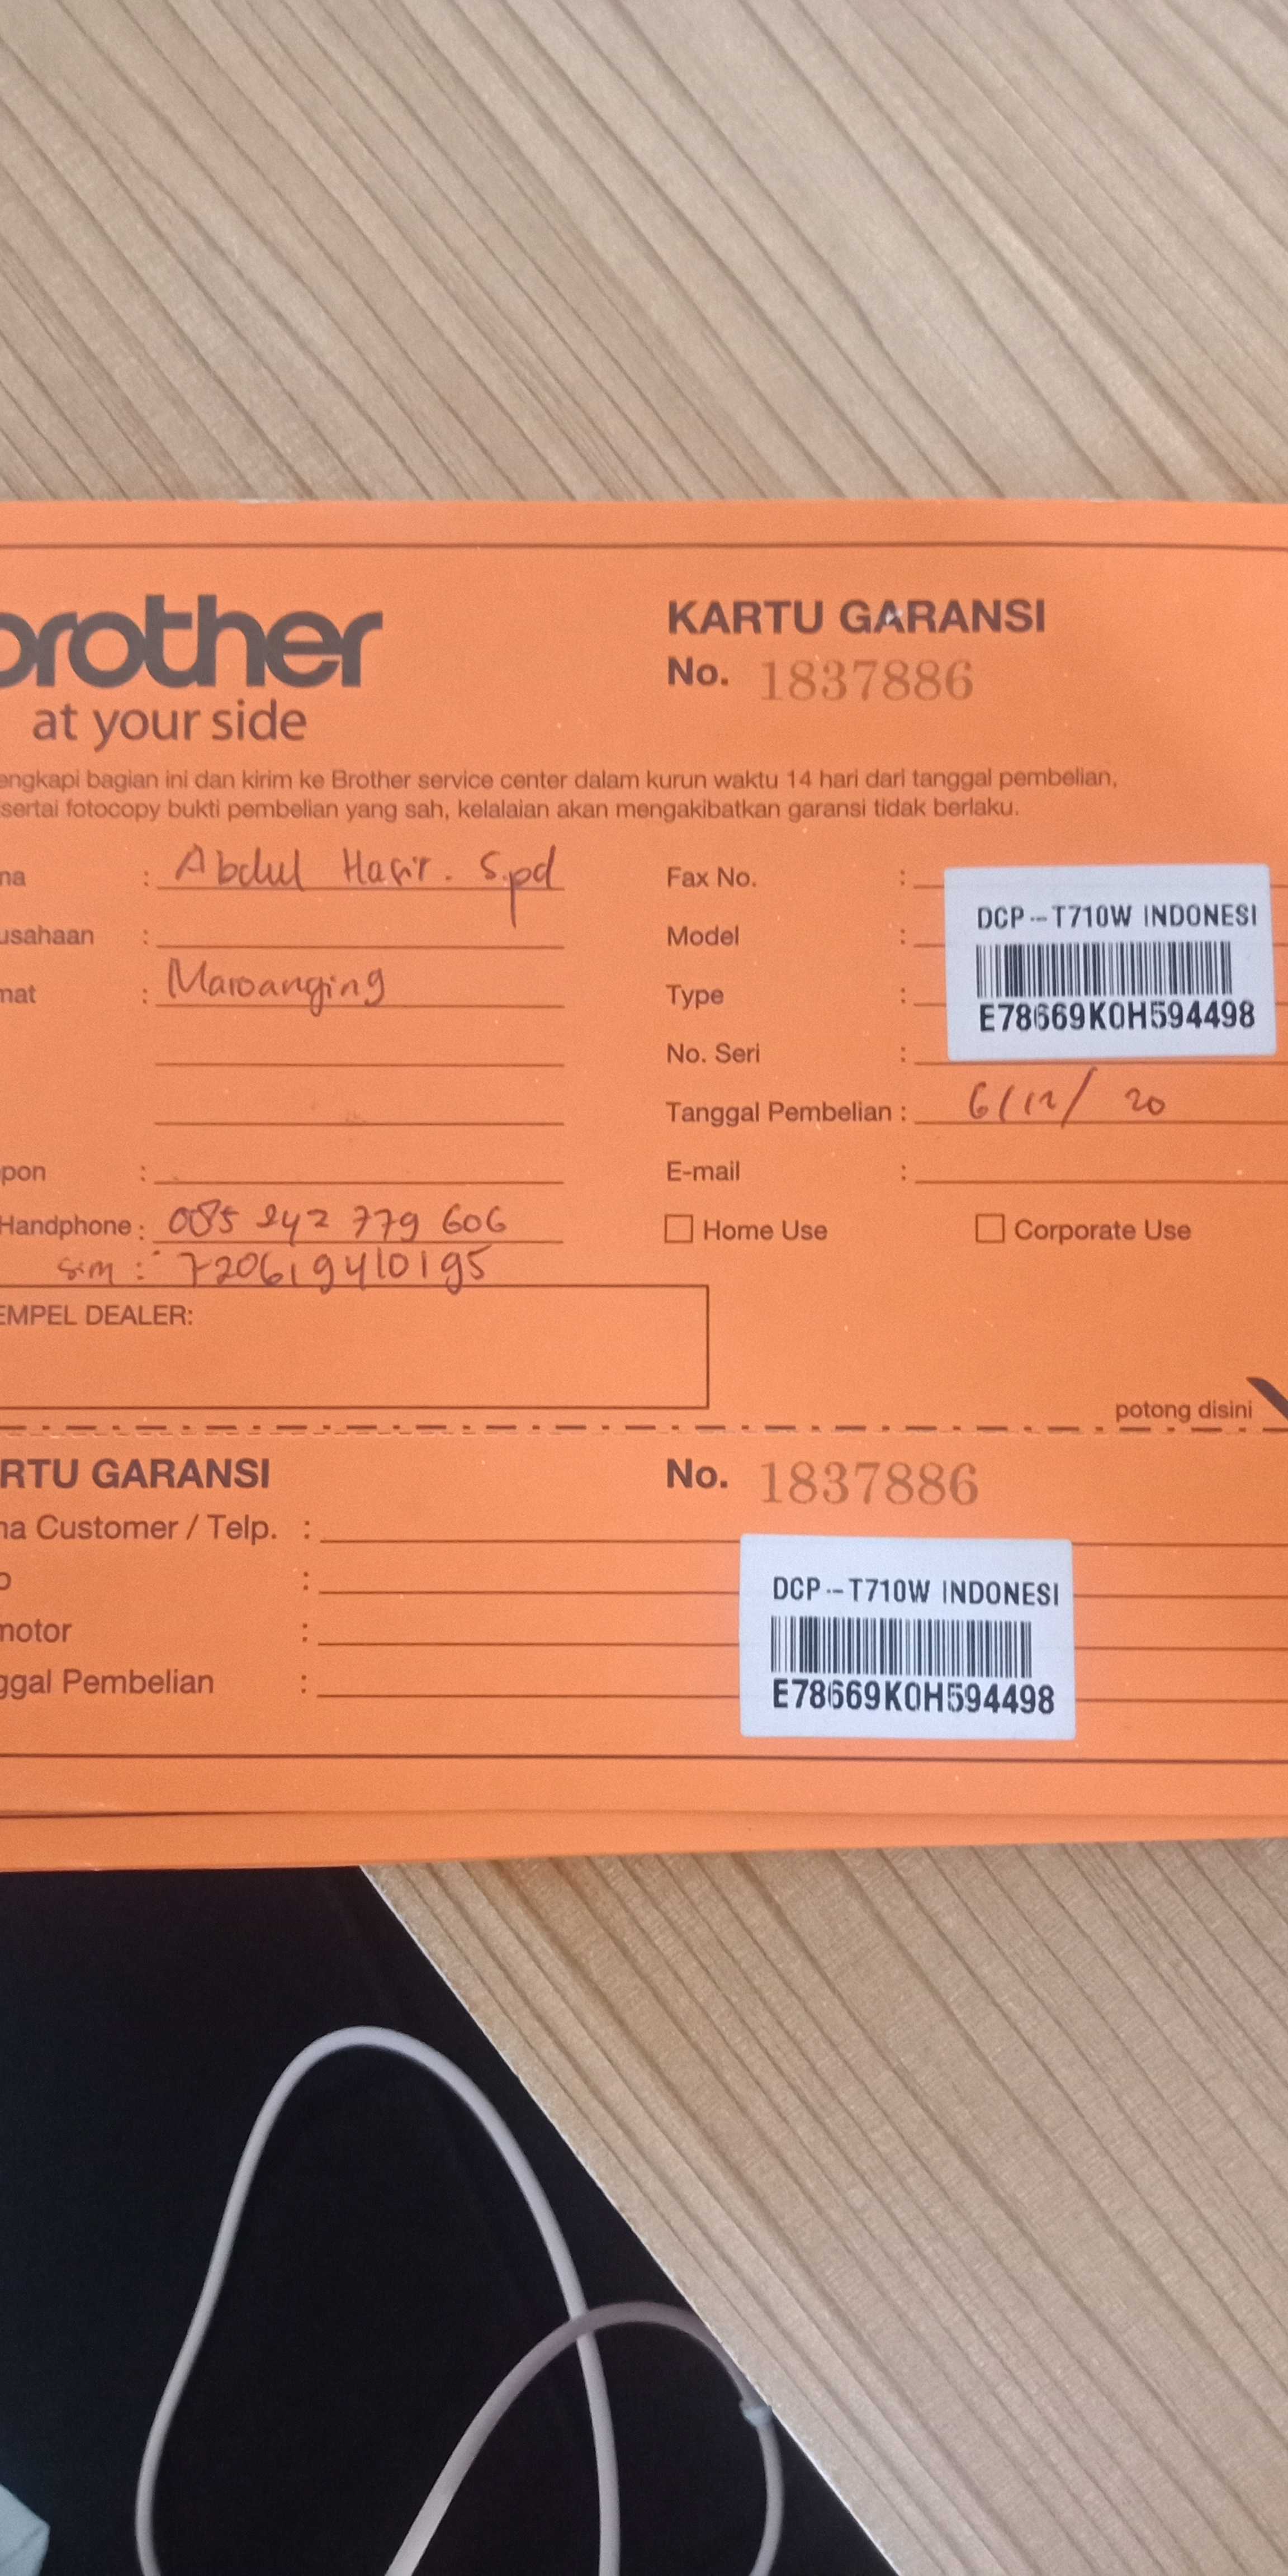 brother
at your side
KARTU GARANSI
No. 1837886
engkapi bagian ini dan kirim ke Brother service center dalam kurun waktu 14 hari dari tanggal pembelian,
sertai fotocopy bukti pembelian yang sah, kelalaian akan mengakibatkan garansi tidak berlaku.
na : Abdul Hasir. S.pd
usahaan :
mat : Maroanging
pon :
Handphone : 085 242 779 606
sim : 720619410195
EMPEL DEALER:
Fax No. :
Model :
Type :
No. Seri :
DCP--T710W INDONESI
E78669K0H594498
Tanggal Pembelian : 6/12/ 20
E-mail :
Home Use
Corporate Use
potong disini
RTU GARANSI
No. 1837886
na Customer / Telp. :
o :
motor :
ggal Pembelian :
DCP--T710W INDONESI
E78669K0H594498